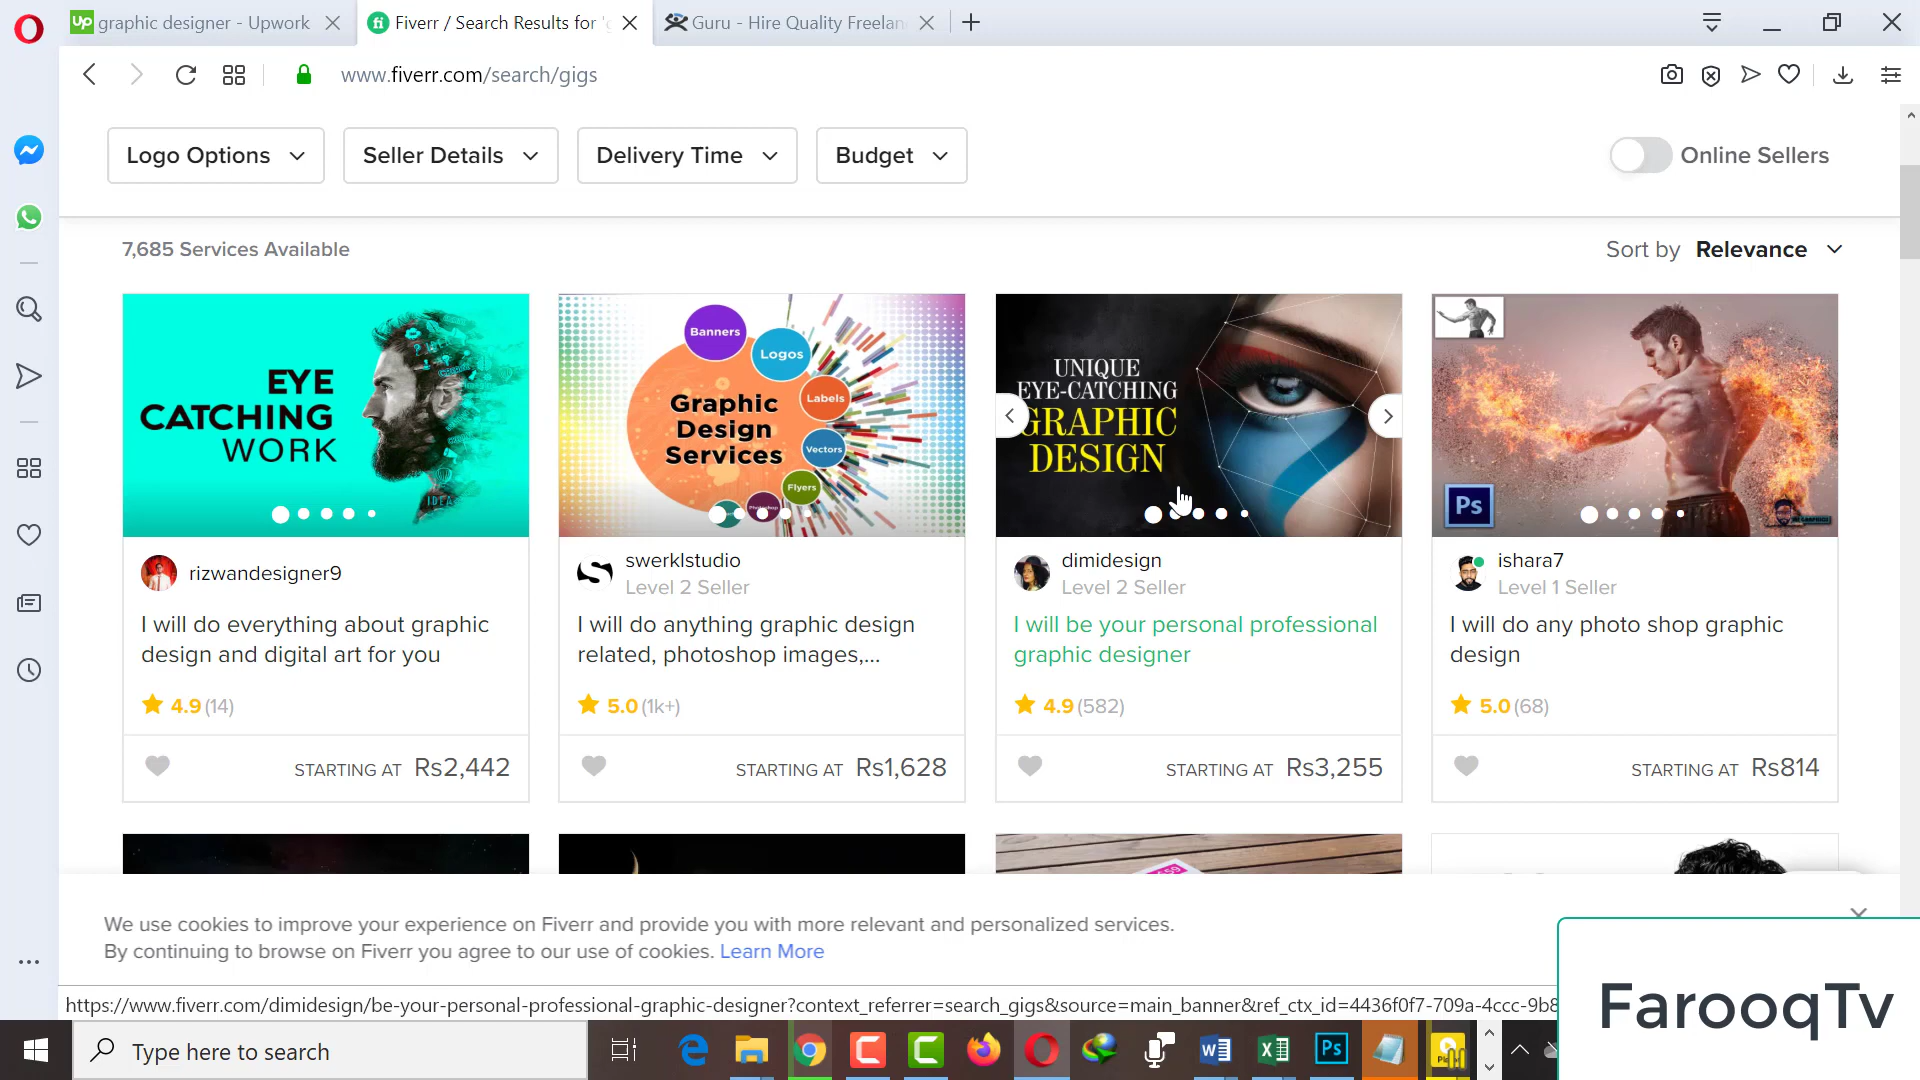 graphic designer - Upwork
Fiverr / Search Results for 'g
Guru - Hire Quality Freelan
www.fiverr.com/search/gigs
Logo Options
Seller Details
Delivery Time
Budget
Online Sellers
7,685 Services Available
Sort by Relevance
EYE
CATCHING
WORK
IDEA
Banners
Logos
Labels
Vectors
Flyers
Graphic
Design
Services
UNIQUE
EYE-CATCHING
GRAPHIC
DESIGN
Ps
rizwandesigner9
I will do everything about graphic
design and digital art for you
4.9 (14)
STARTING AT Rs2,442
swerklstudio
Level 2 Seller
I will do anything graphic design
related, photoshop images,...
5.0 (1k+)
STARTING AT Rs1,628
dimidesign
Level 2 Seller
I will be your personal professional
graphic designer
4.9 (582)
STARTING AT Rs3,255
ishara7
Level 1 Seller
I will do any photo shop graphic
design
5.0 (68)
STARTING AT Rs814
We use cookies to improve your experience on Fiverr and provide you with more relevant and personalized services.
By continuing to browse on Fiverr you agree to our use of cookies. Learn More
https://www.fiverr.com/dimidesign/be-your-personal-professional-graphic-designer?context_referrer=search_gigs&source=main_banner&ref_ctx_id=4436f0f7-709a-4ccc-9b8
FarooqTv
Type here to search
Ps